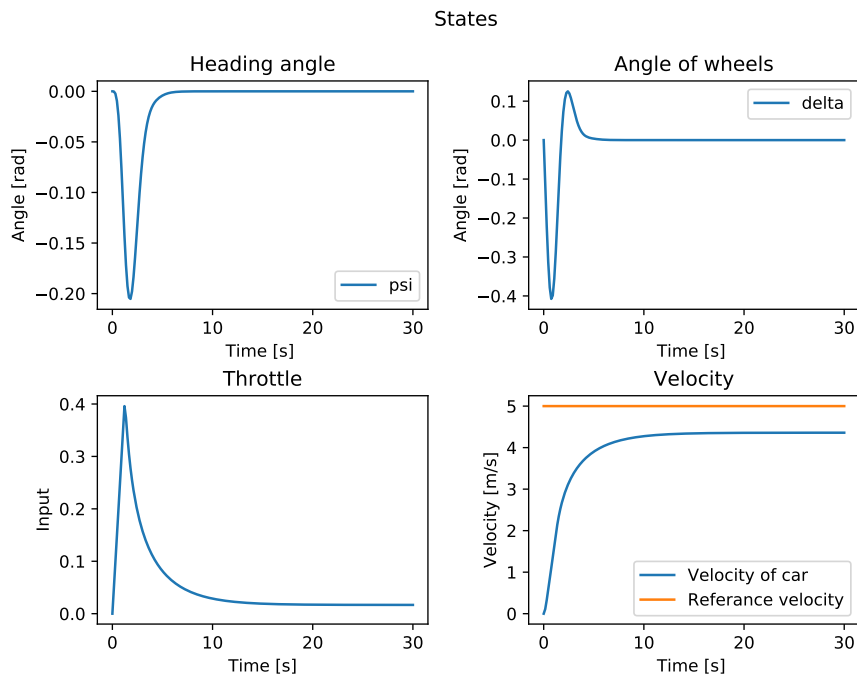 States
Heading angle
Angle of wheels
0.00
−0.05
−0.10
−0.15
−0.20
Angle [rad]
psi
0 10 20 30
Time [s]
0.1
0.0
−0.1
−0.2
−0.3
−0.4
Angle [rad]
delta
0 10 20 30
Time [s]
Throttle
Velocity
0.4
0.3
0.2
0.1
0.0
Input
0 10 20 30
Time [s]
5
4
3
2
1
0
Velocity [m/s]
Velocity of car
Referance velocity
0 10 20 30
Time [s]